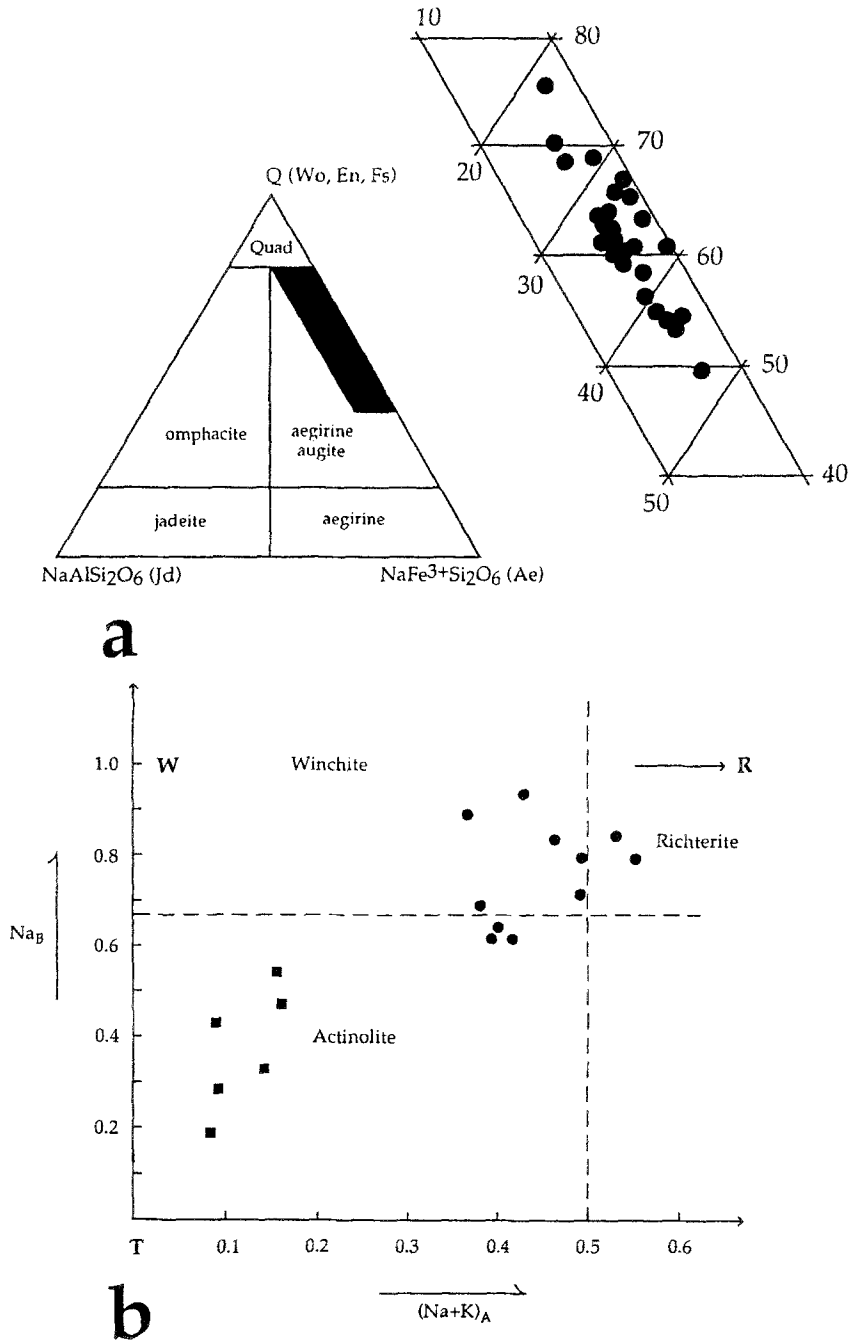 10
80
20
70
30
60
40
50
50
40
Q (Wo, En, Fs)
Quad
omphacite
aegirine
augite
jadeite
aegirine
NaAlSi2O6 (Jd)
NaFe3+Si2O6 (Ae)
a
1.0
W
Winchite
R
0.8
Richterite
NaB
0.6
0.4
Actinolite
0.2
T
0.1
0.2
0.3
0.4
0.5
0.6
(Na+K)A
b